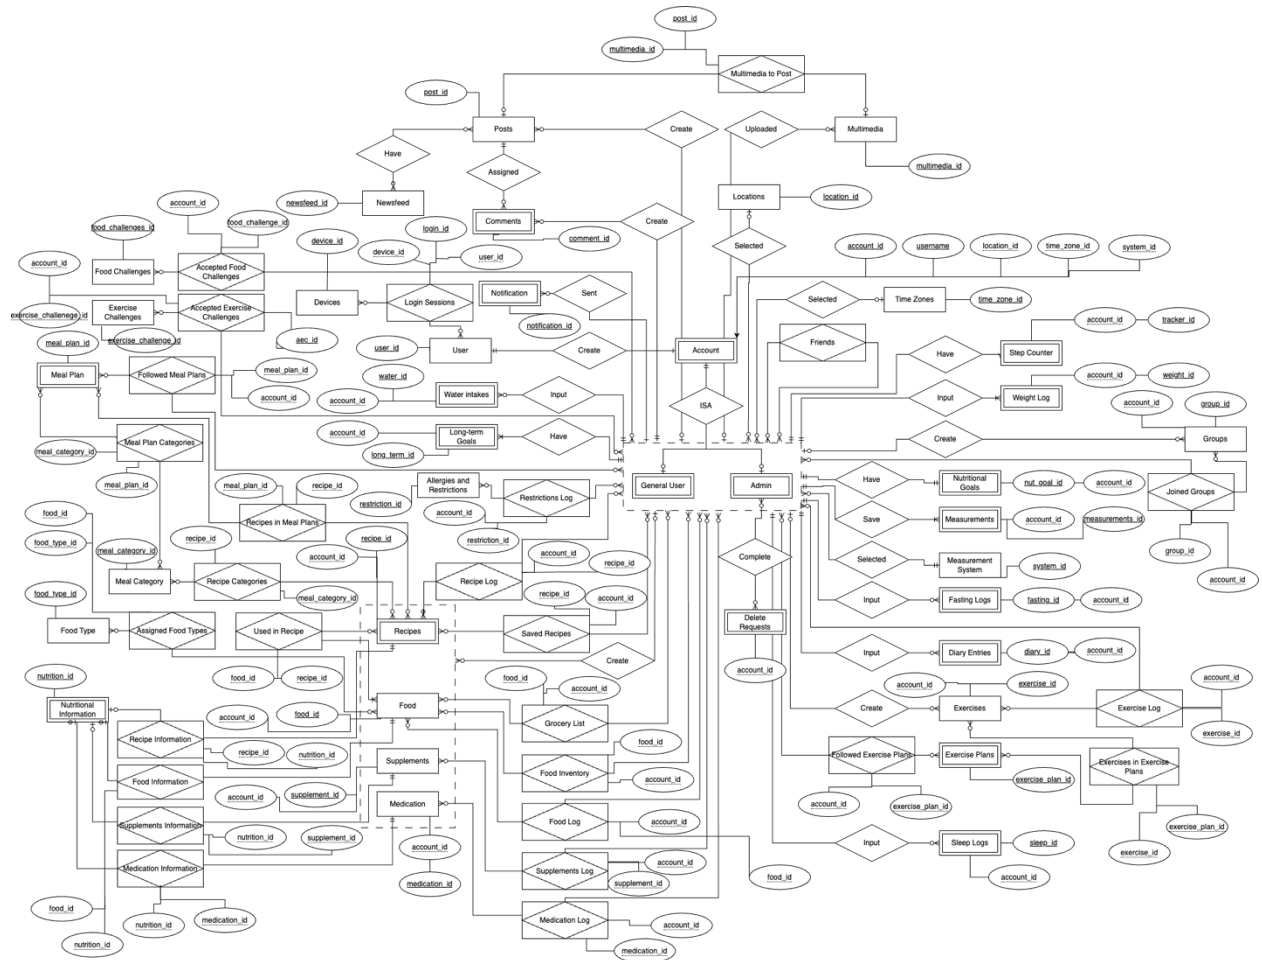 post_id
multimedia_id
Multimedia to Post
post_id
Posts
Create
Uploaded
Multimedia
Have
Assigned
multimedia_id
newsfeed_id
Newsfeed
Comments
Create
Locations
location_id
comment_id
Selected
account_id
food_challenges_id
food_challenge_id
Food Challenges
Accepted Food
Challenges
account_id
exercise_challenege_id
Exercise
Challenges
Accepted Exercise
Challenges
exercise_challenge_id
aec_id
device_id
device_id
login_id
user_id
Devices
Login Sessions
Notification
Sent
notification_id
user_id
User
Create
Account
account_id
username
location_id
time_zone_id
system_id
Selected
Time Zones
time_zone_id
Friends
Have
Step Counter
account_id
tracker_id
Input
Weight Log
account_id
weight_id
account_id
group_id
Create
Groups
Joined Groups
group_id
account_id
meal_plan_id
Meal Plan
Followed Meal Plans
meal_plan_id
account_id
water_id
account_id
Water intakes
Input
ISA
account_id
Long-term
Goals
Have
long_term_id
General User
Admin
Meal Plan Categories
meal_category_id
meal_plan_id
meal_plan_id
recipe_id
Recipes in Meal Plans
restriction_id
Allergies and
Restrictions
Restrictions Log
account_id
restriction_id
Have
Nutritional
Goals
nut_goal_id
account_id
Save
Measurements
account_id
measurements_id
Selected
Measurement
System
system_id
Input
Fasting Logs
fasting_id
account_id
food_id
food_type_id
meal_category_id
recipe_id
Meal Category
Recipe Categories
meal_category_id
account_id
recipe_id
Recipe Log
account_id
recipe_id
recipe_id
account_id
Saved Recipes
Complete
Delete
Requests
account_id
food_type_id
Food Type
Assigned Food Types
Used in Recipe
food_id
recipe_id
Recipes
Create
Input
Diary Entries
diary_id
account_id
nutrition_id
Nutritional
Information
account_id
food_id
Food
food_id
account_id
Grocery List
account_id
exercise_id
Create
Exercises
Exercise Log
account_id
exercise_id
Recipe Information
recipe_id
nutrition_id
Food Information
account_id
supplement_id
Supplements
food_id
Food Inventory
account_id
Followed Exercise Plans
Exercise Plans
exercise_plan_id
Exercises in Exercise
Plans
account_id
exercise_plan_id
exercise_plan_id
exercise_id
Supplements Information
nutrition_id
supplement_id
Medication
Food Log
account_id
food_id
Input
Sleep Logs
sleep_id
account_id
Medication Information
account_id
medication_id
Supplements Log
account_id
supplement_id
food_id
nutrition_id
nutrition_id
medication_id
Medication Log
account_id
medication_id